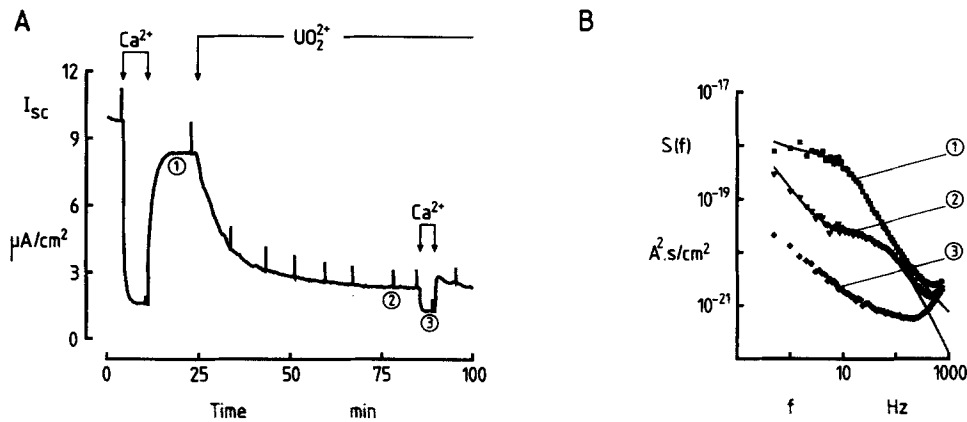 A
Ca²⁺
UO₂²⁺
I_SC
μA/cm²
12
9
6
3
0
①
②
Ca²⁺
③
0
25
50
75
100
Time
min
B
S(f)
A².s/cm²
10⁻¹⁷
10⁻¹⁹
10⁻²¹
①
②
③
10
1000
f
Hz